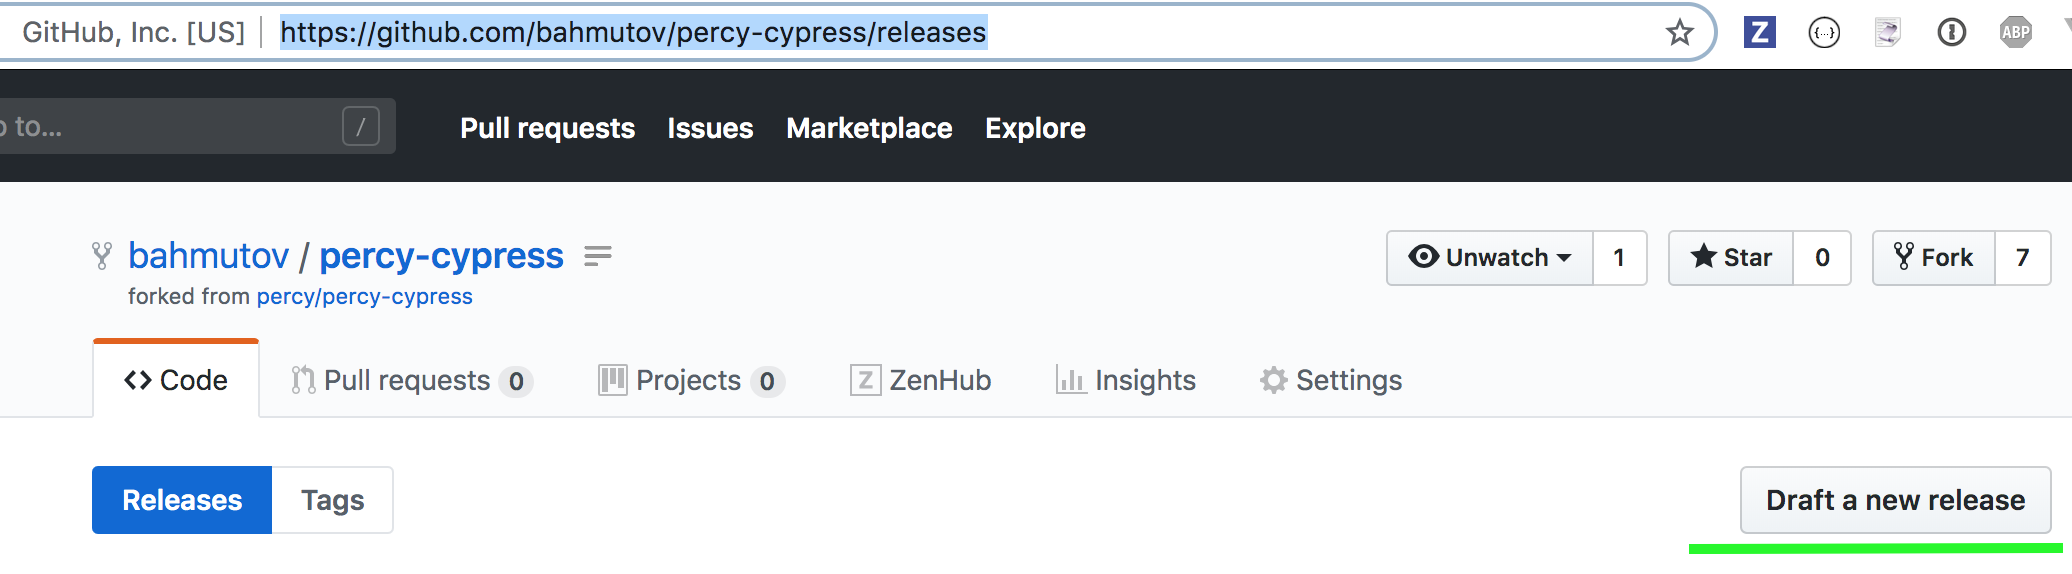 GitHub, Inc. [US] https://github.com/bahmutov/percy-cypress/releases Z {...} ABP
to... / Pull requests Issues Marketplace Explore
bahmutov / percy-cypress Unwatch 1 Star 0 Fork 7
forked from percy/percy-cypress
<> Code Pull requests 0 Projects 0 Z ZenHub Insights Settings
Releases Tags Draft a new release